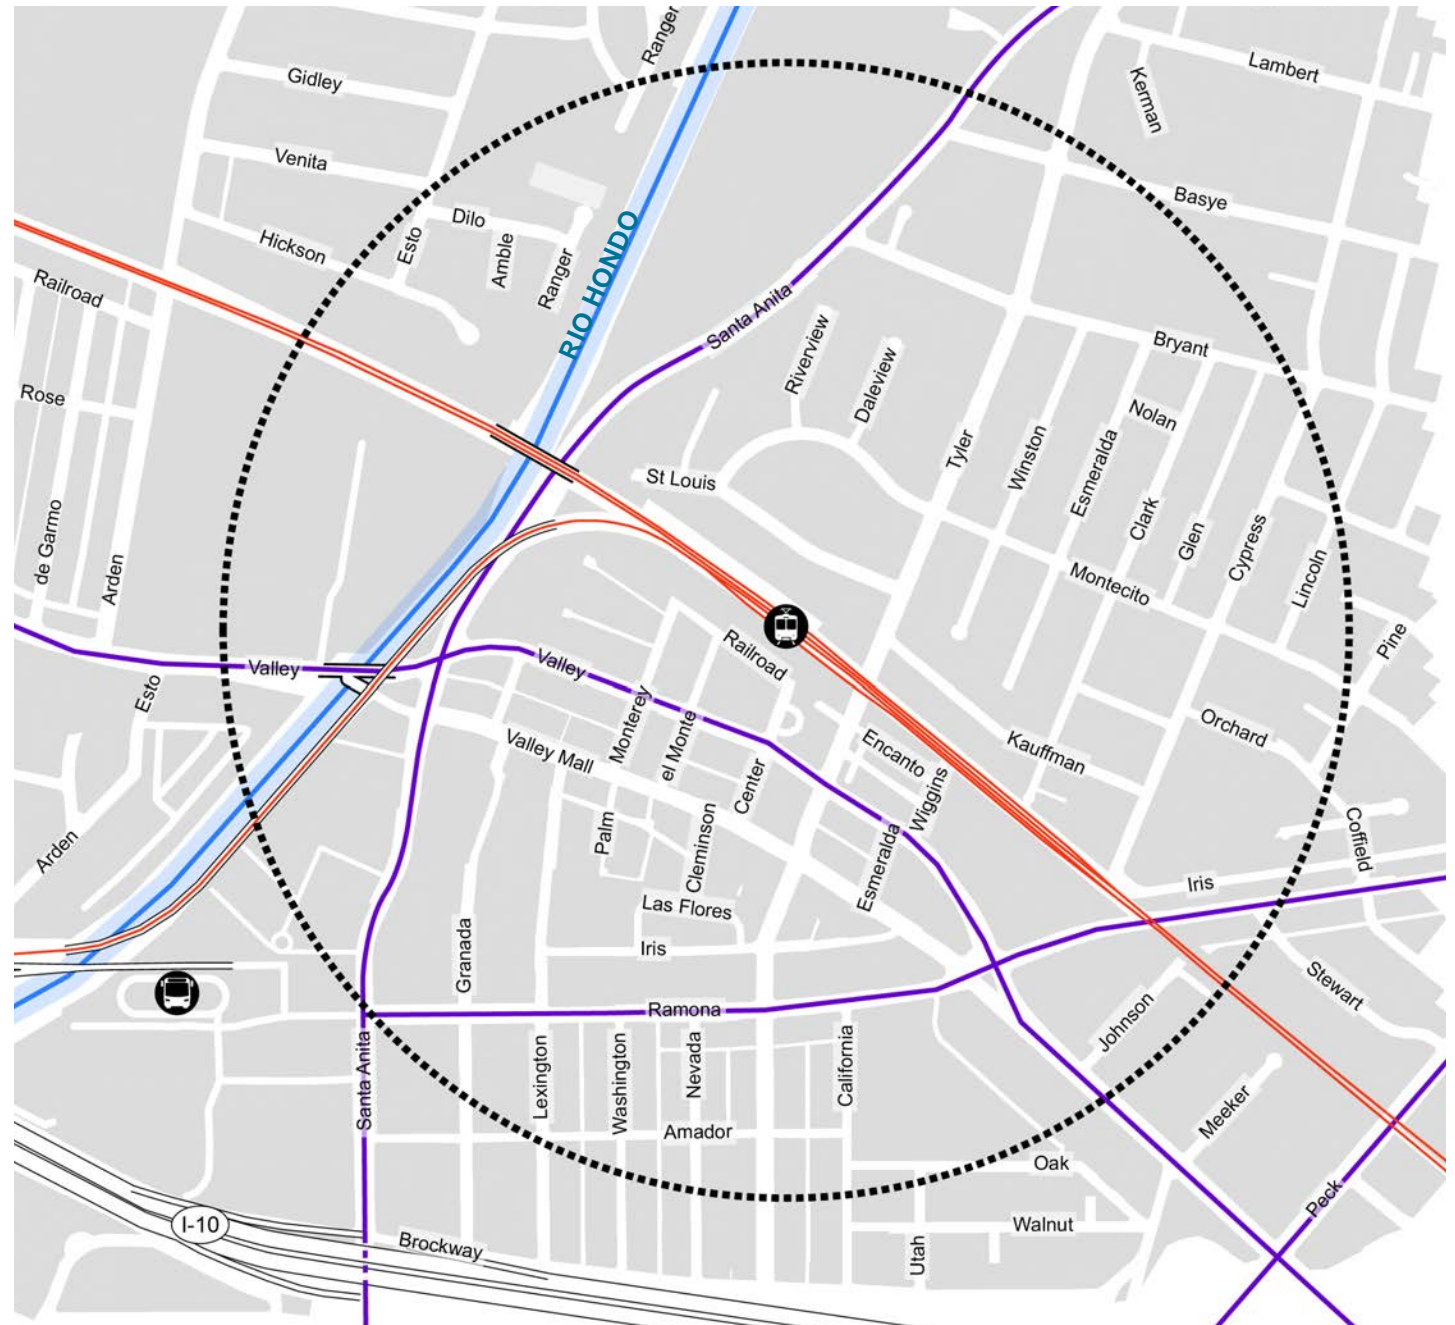 Ranger
Lambert
Gidley
Kerman
Venita
Basye
Dilo
Hickson
Esto
Amble
Ranger
RIO HONDO
Railroad
Santa Anita
Riverview
Bryant
Daleview
Rose
Nolan
Tyler
Winston
Esmeralda
St Louis
Clark
Glen
Cypress
de Garmo
Arden
Montecito
Lincoln
Railroad
Pine
Valley
Valley
Esto
Monterey
el Monte
Orchard
Valley Mall
Encanto
Kauffman
Center
Wiggins
Palm
Cleminson
Esmeralda
Coffield
Arden
Iris
Las Flores
Iris
Granada
Stewart
Ramona
Johnson
Santa Anita
Lexington
Washington
Nevada
California
Amador
Meeker
Oak
Peck
I-10
Walnut
Brockway
Utah